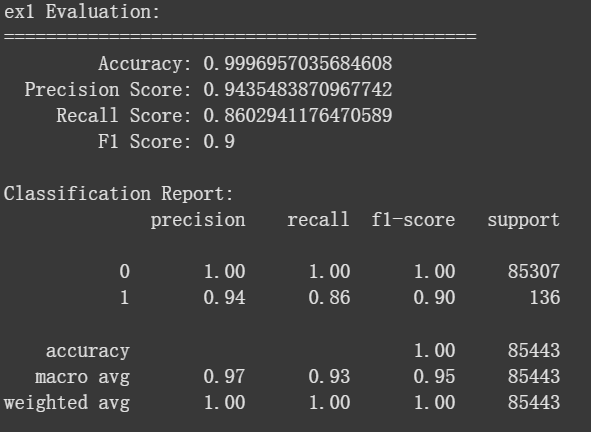 ex1 Evaluation:
=============================================
Accuracy: 0.9996957035684608
Precision Score: 0.9435483870967742
Recall Score: 0.8602941176470589
F1 Score: 0.9
Classification Report:
precision recall f1-score support
0 1.00 1.00 1.00 85307
1 0.94 0.86 0.90 136
accuracy 1.00 85443
macro avg 0.97 0.93 0.95 85443
weighted avg 1.00 1.00 1.00 85443